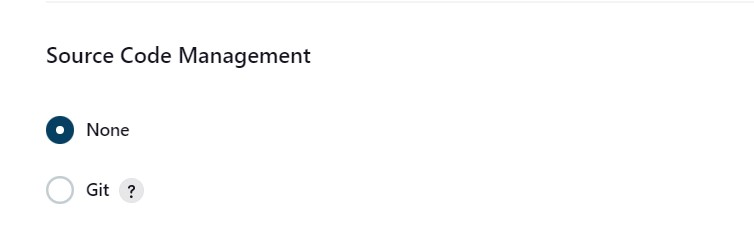 Source Code Management
None
Git ?